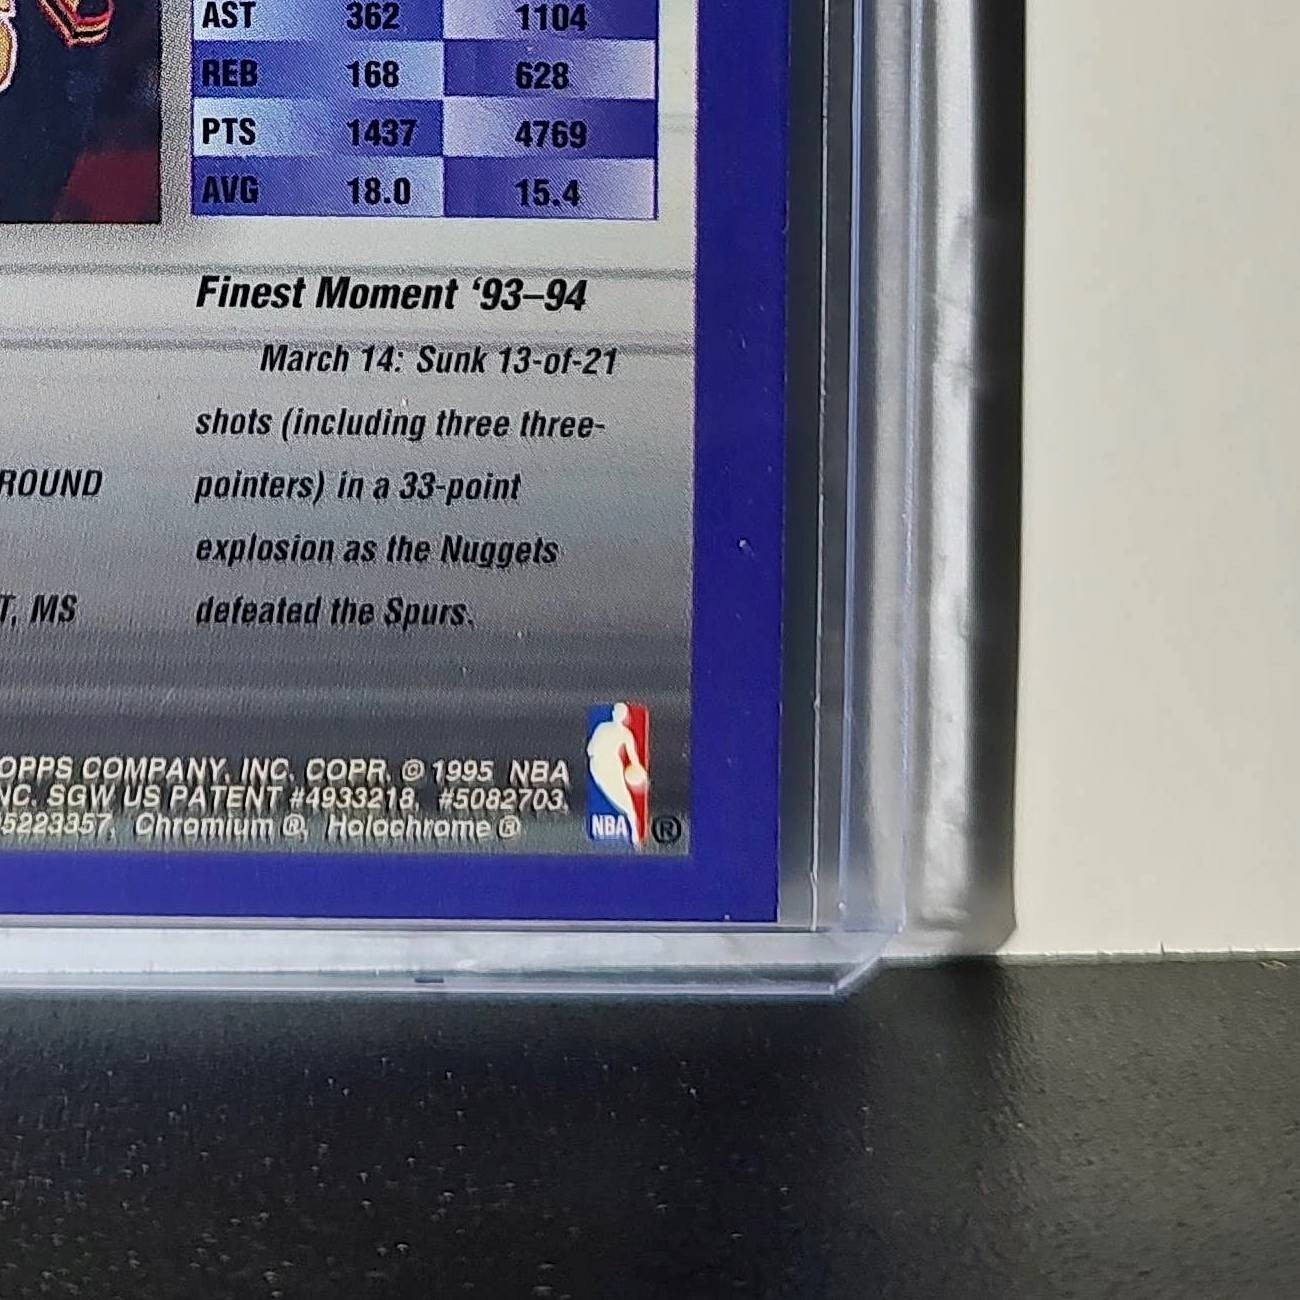 AST 362 1104
REB 168 628
PTS 1437 4769
AVG 18.0 15.4
Finest Moment ‘93–94
March 14: Sunk 13-of-21
shots (including three three-
pointers) in a 33-point
explosion as the Nuggets
defeated the Spurs.
ROUND
T, MS
OPPS COMPANY, INC. COPR. © 1995 NBA
NC. SGW US PATENT #4933218, #5082703,
5223357, Chromium ®, Holochrome ®
NBA ®